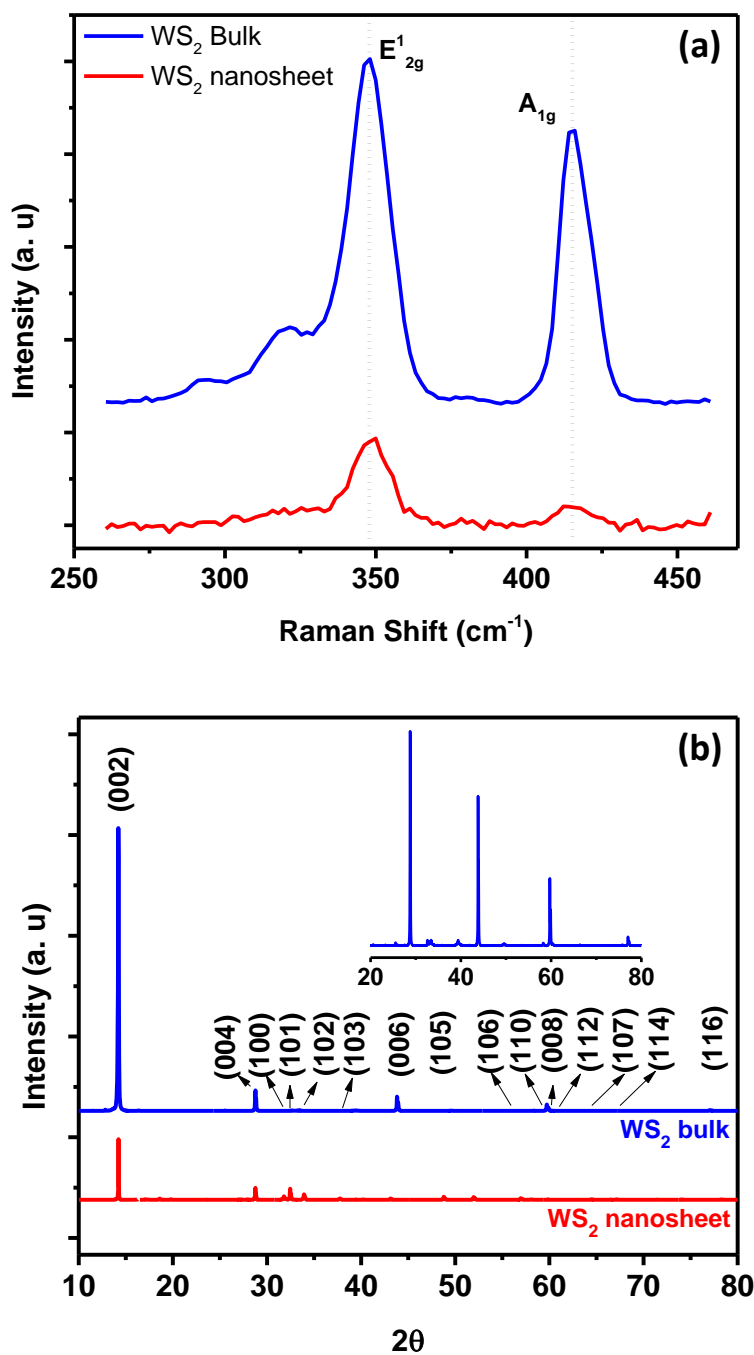 WS2 Bulk
WS2 nanosheet
E12g
A1g
(a)
Intensity (a. u)
250 300 350 400 450
Raman Shift (cm-1)
(b)
(002)
20 40 60 80
(004) (100) (101) (102) (103) (006) (105) (106) (110) (008) (112) (107) (114) (116)
WS2 bulk
WS2 nanosheet
Intensity (a. u)
10 20 30 40 50 60 70 80
2θ